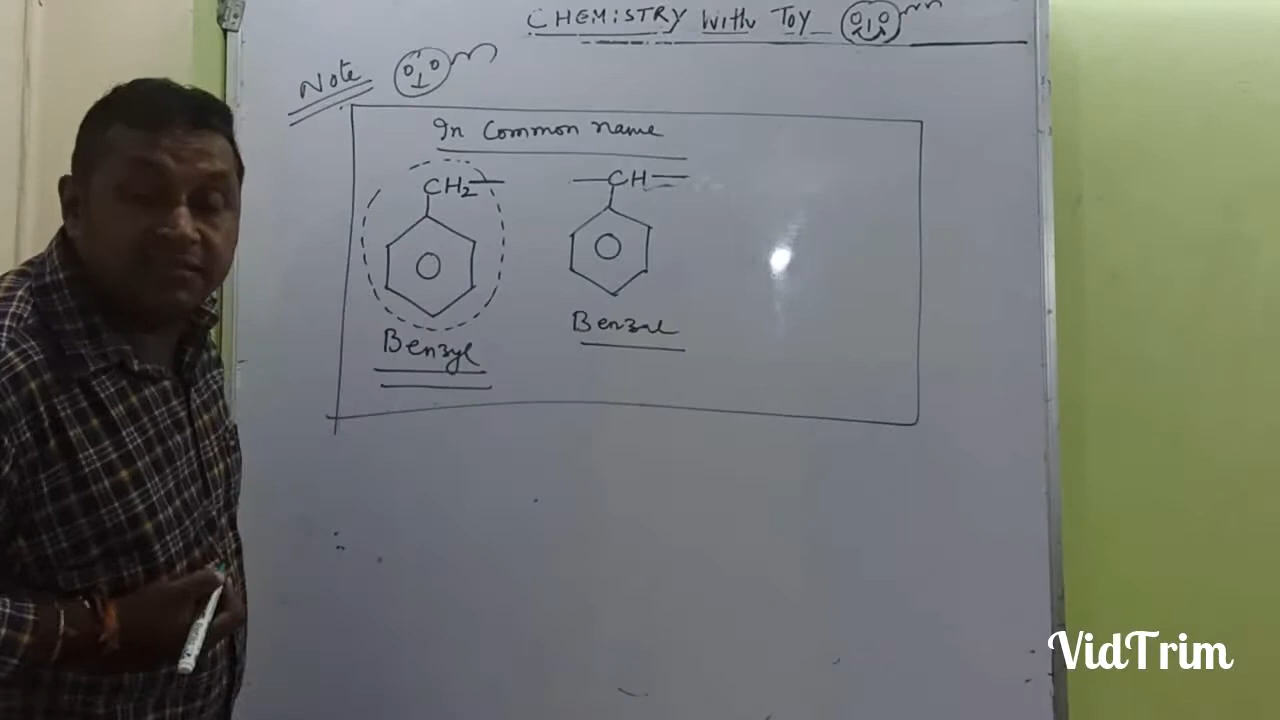 CHEMISTRY With Toy
Note
In Common name
CH2
CH
Benzyl
Benzal
VidTrim